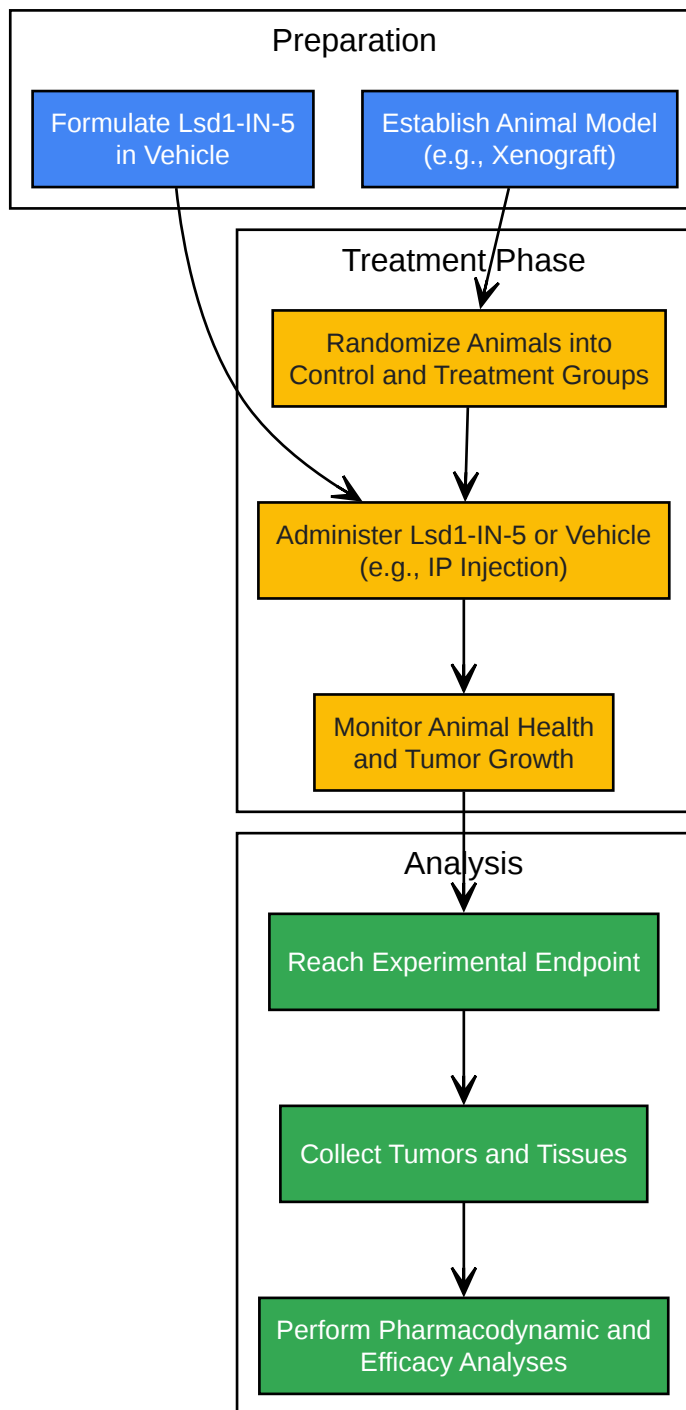 Preparation
Formulate Lsd1-IN-5
in Vehicle
Establish Animal Model
(e.g., Xenograft)
Treatment Phase
Randomize Animals into
Control and Treatment Groups
Administer Lsd1-IN-5 or Vehicle
(e.g., IP Injection)
Monitor Animal Health
and Tumor Growth
Analysis
Reach Experimental Endpoint
Collect Tumors and Tissues
Perform Pharmacodynamic and
Efficacy Analyses